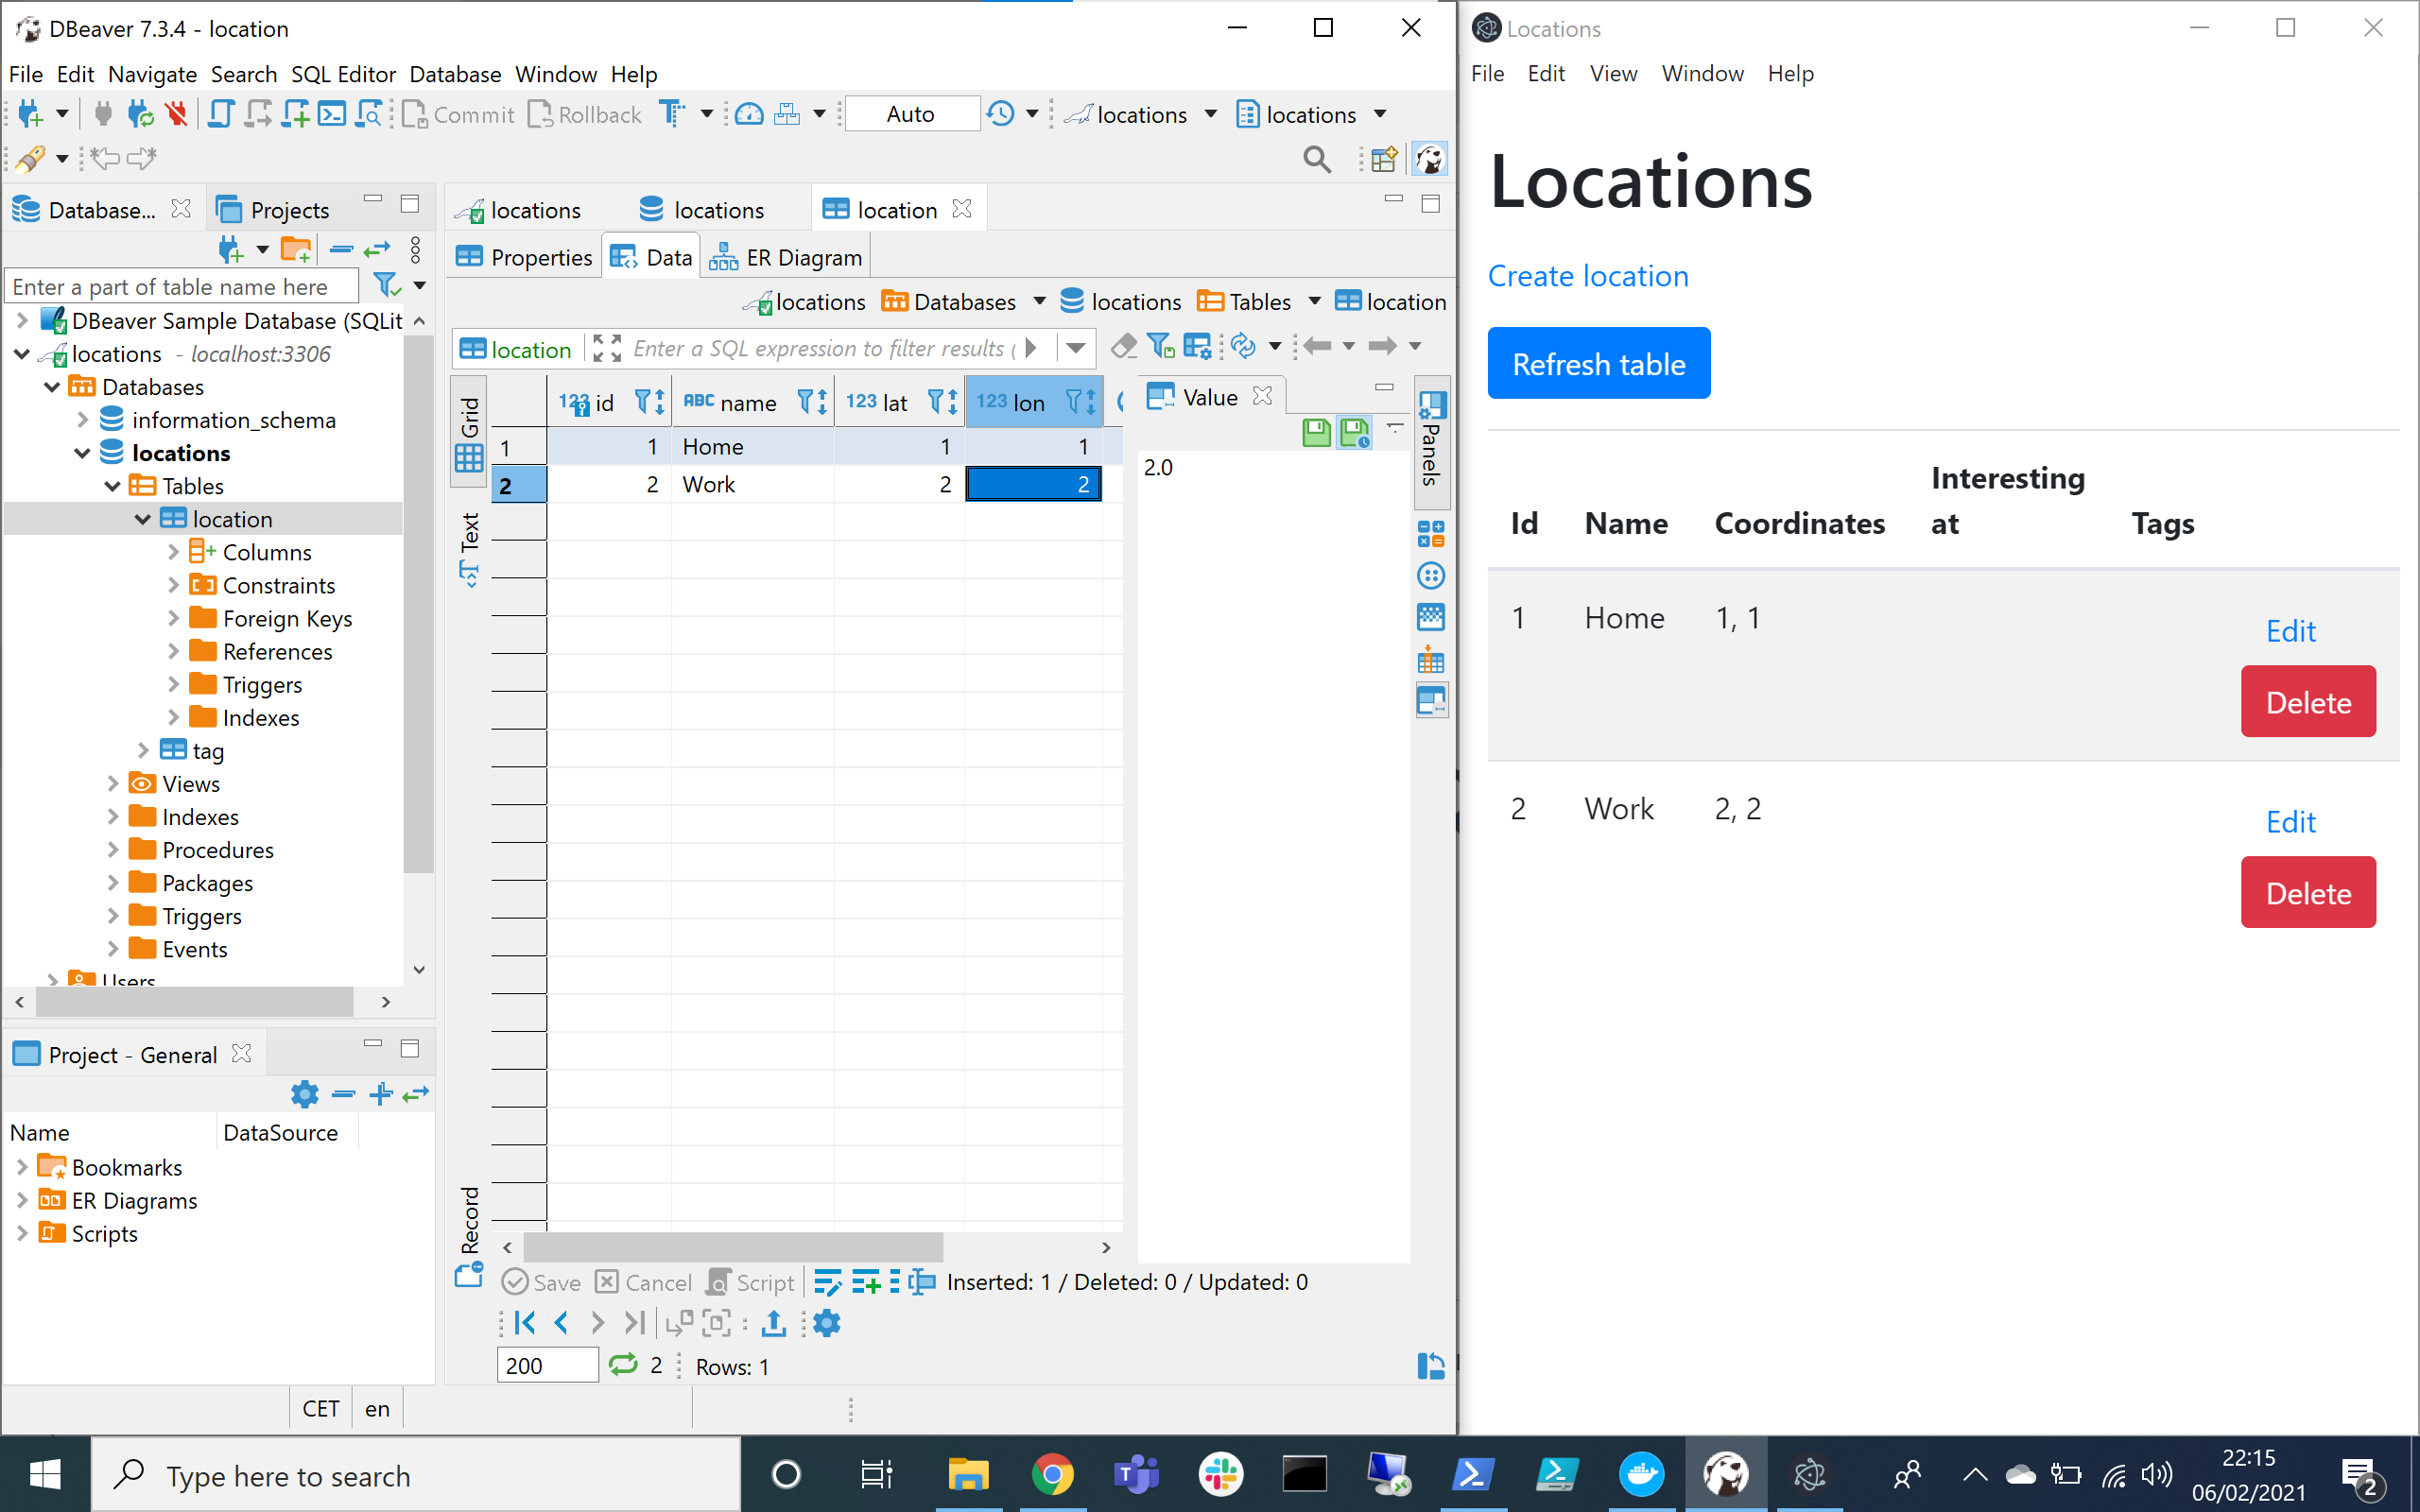 DBeaver 7.3.4 - location
File Edit Navigate Search SQL Editor Database Window Help
Commit Rollback Auto locations locations
Database... Projects
Enter a part of table name here
DBeaver Sample Database (SQLit
locations - localhost:3306
Databases
information_schema
locations
Tables
location
Columns
Constraints
Foreign Keys
References
Triggers
Indexes
tag
Views
Indexes
Procedures
Packages
Triggers
Events
Users
Project - General
Name DataSource
Bookmarks
ER Diagrams
Scripts
locations locations location
Properties Data ER Diagram
locations Databases locations Tables location
location Enter a SQL expression to filter results (
Grid
Text
Record
123 id ABC name 123 lat 123 lon
1 1 Home 1 1
2 2 Work 2 2
Value
2.0
Panels
Save Cancel Script Inserted: 1 / Deleted: 0 / Updated: 0
200 2 Rows: 1
CET en
Locations
File Edit View Window Help
Locations
Create location
Refresh table
Id Name Coordinates Interesting at Tags
1 Home 1, 1 Edit
Delete
2 Work 2, 2 Edit
Delete
Type here to search
22:15
06/02/2021
2